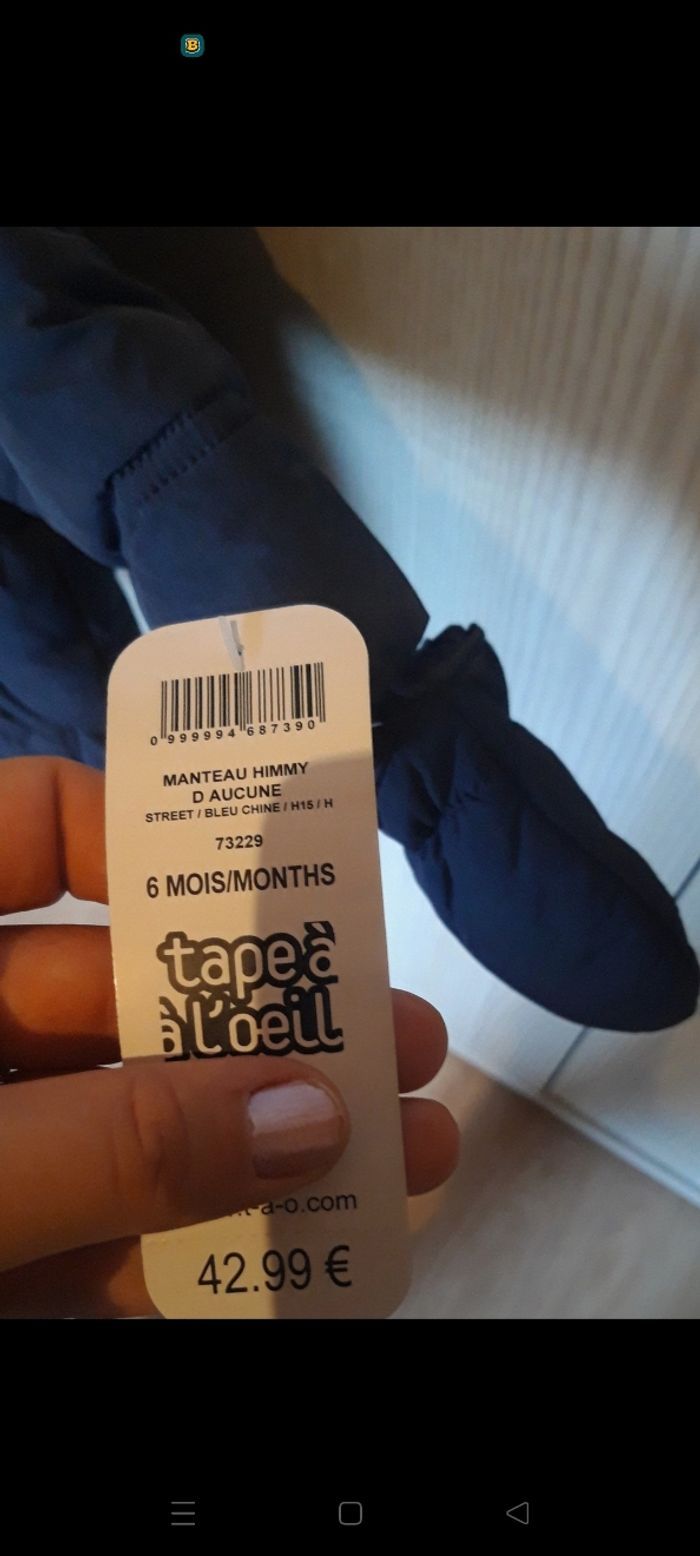 0 999994 687390
MANTEAU HIMMY
D AUCUNE
STREET / BLEU CHINE / H15 / H
73229
6 MOIS/MONTHS
tape à
à l'oeil
t-a-o.com
42.99 €